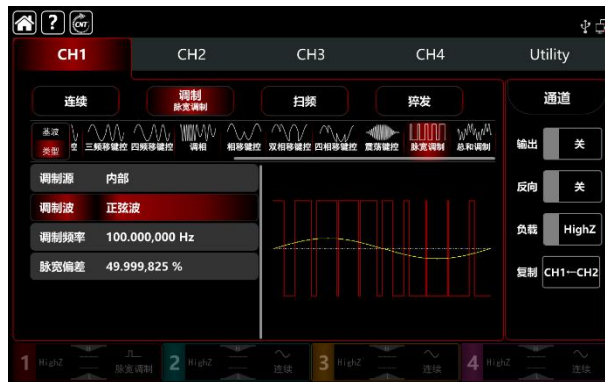 ? CNT
CH1 CH2 CH3 CH4 Utility
连续 调制 脉宽调制 扫频 猝发 通道
基波 类型 控 三频移键控 四频移键控 调相 相移键控 双相移键控 四相移键控 震荡键控 脉宽调制 总和调制
输出 关
调制源 内部
反向 关
调制波 正弦波
负载 HighZ
调制频率 100.000,000 Hz
脉宽偏差 49.999,825 %
复制 CH1←CH2
1 HighZ 脉宽调制 2 HighZ 连续 3 HighZ 连续 4 HighZ 连续